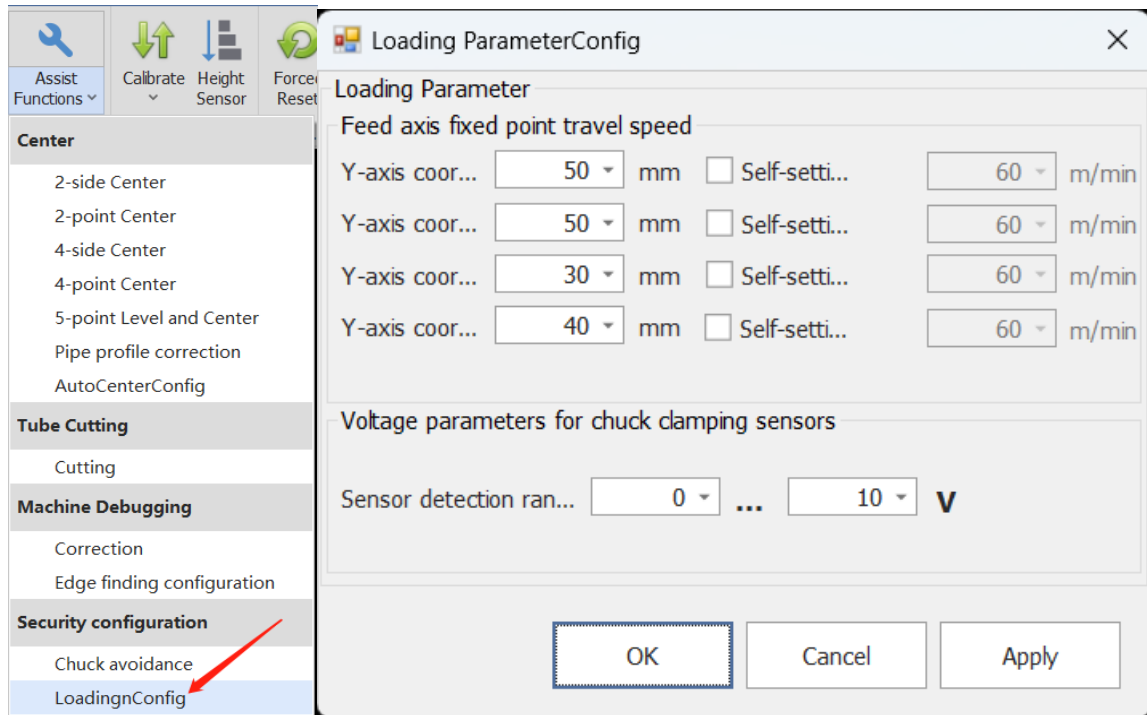 Assist
Functions
Calibrate
Height
Sensor
Forced
Reset
Center
2-side Center
2-point Center
4-side Center
4-point Center
5-point Level and Center
Pipe profile correction
AutoCenterConfig
Tube Cutting
Cutting
Machine Debugging
Correction
Edge finding configuration
Security configuration
Chuck avoidance
LoadingnConfig
Loading ParameterConfig
Loading Parameter
Feed axis fixed point travel speed
Y-axis coor... 50 mm Self-setti... 60 m/min
Y-axis coor... 50 mm Self-setti... 60 m/min
Y-axis coor... 30 mm Self-setti... 60 m/min
Y-axis coor... 40 mm Self-setti... 60 m/min
Voltage parameters for chuck clamping sensors
Sensor detection ran... 0 ... 10 V
OK Cancel Apply